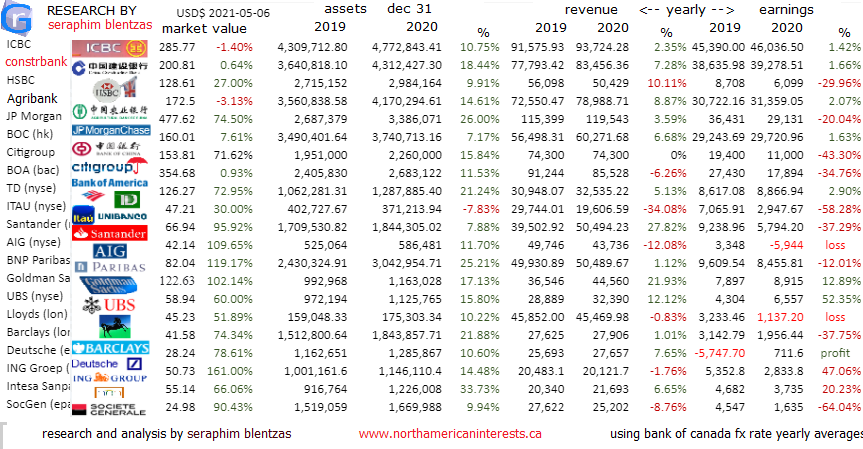 RESEARCH BY USD$ 2021-05-06 assets dec 31 revenue <-- yearly --> earnings
seraphim blentzas market value 2019 2020 % 2019 2020 % 2019 2020 %
ICBC ICBC 285.77 -1.40% 4,309,712.80 4,772,843.41 10.75% 91,575.93 93,724.28 2.35% 45,390.00 46,06.50 1.42%
constrbank 中国建设银行 China Construction Bank 200.81 0.64% 3,640,818.10 4,312,427.30 18.44% 77,793.42 83,456.36 7.28% 38,635.98 39,278.51 1.66%
HSBC HSBC 128.61 27.00% 2,715,152 2,984,164 9.91% 56,098 50,429 10.11% 8,708 6,099 -29.96%
Agribank 中国农业银行 172.5 -3.13% 3,560,838.58 4,170,294.61 14.61% 72,550.47 78,988.71 8.87% 30,722.16 31,359.05 2.07%
JP Morgan JPMorganChase 477.62 74.50% 2,687,379 3,386,071 26.00% 115,399 119,543 3.59% 36,431 29,131 -20.04%
BOC (hk) 中国银行 BANK OF CHINA 160.01 7.61% 3,490,401.64 3,740,713.16 7.17% 56,498.31 60,271.68 6.68% 29,243.69 29,720.96 1.63%
Citigroup citigroup 153.81 71.62% 1,951,000 2,260,000 15.84% 74,300 74,300 0% 19,400 11,000 -43.30%
BOA (bac) Bank of America 354.68 0.93% 2,405,830 2,683,122 11.53% 91,244 85,528 -6.26% 27,430 17,894 -34.76%
TD (nyse) TD 126.27 72.95% 1,062,281.31 1,287,885.40 21.24% 30,948.07 32,535.22 5.13% 8,617.08 8,866.94 2.90%
ITAU (nyse) Itaú UNIBANCO 47.21 30.00% 402,727.67 371,213.94 -7.83% 39,744.01 19,606.59 -34.08% 7,065.91 2,947.67 -58.28%
Santander ( Santander 66.94 95.92% 1,709,530.82 1,844,305.02 7.88% 39,502.92 50,494.23 27.82% 9,238.96 5,794.20 -37.29%
AIG (nyse) AIG 42.14 109.65% 525,064 586,481 11.70% 49,746 43,736 -12.08% 3,348 -5,944 loss
BNP Paribas BNP PARIBAS 82.04 119.17% 2,430,324.91 3,042,954.71 25.21% 49,930.89 50,489.67 1.12% 9,609.54 8,455.81 -12.01%
Goldman Sa Goldman Sachs 122.63 102.14% 992,968 1,163,028 17.13% 36,546 44,560 21.93% 7,897 8,915 12.89%
UBS (nyse) UBS 58.94 60.00% 972,194 1,125,765 15.80% 28,889 32,390 12.12% 4,304 6,557 52.35%
Lloyds (lon) 45.23 51.89% 159,048.33 175,303.34 10.22% 45,852.00 45,469.98 -0.83% 3,233.46 1,137.20 loss
Barclays (lor BARCLAYS 41.58 74.34% 1,512,800.64 1,843,857.71 21.88% 27,625 27,906 1.01% 3,142.79 1,956.44 -37.75%
Deutsche (e Deutsche 28.24 78.61% 1,162,651 1,285,867 10.60% 25,693 27,657 7.65% -5,747.70 711.6 profit
ING Groep ( ING GROUP 50.73 161.00% 1,001,161.6 1,146,110.4 14.48% 20,483.1 20,121.7 -1.76% 5,352.8 2,833.8 47.06%
Intesa Sanpa 55.14 66.06% 916,764 1,226,008 33.73% 20,340 21,693 6.65% 4,682 3,735 20.23%
SocGen (epa SOCIETE GENERALE 24.98 90.43% 1,519,059 1,669,988 9.94% 27,622 25,202 -8.76% 4,547 1,635 -64.04%
research and analysis by seraphim blentzas www.northamericaninterests.ca using bank of canada fx rate yearly averages